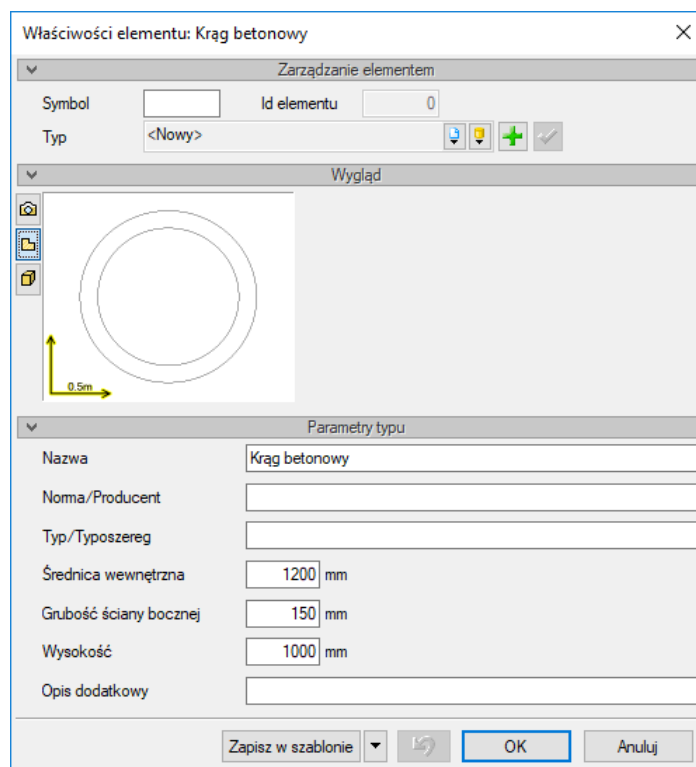 Właściwości elementu: Krąg betonowy
Zarządzanie elementem
Symbol Id elementu 0
Typ <Nowy>
Wygląd
0.5m
Parametry typu
Nazwa Krąg betonowy
Norma/Producent
Typ/Typoszereg
Średnica wewnętrzna 1200 mm
Grubość ściany bocznej 150 mm
Wysokość 1000 mm
Opis dodatkowy
Zapisz w szablonie OK Anuluj